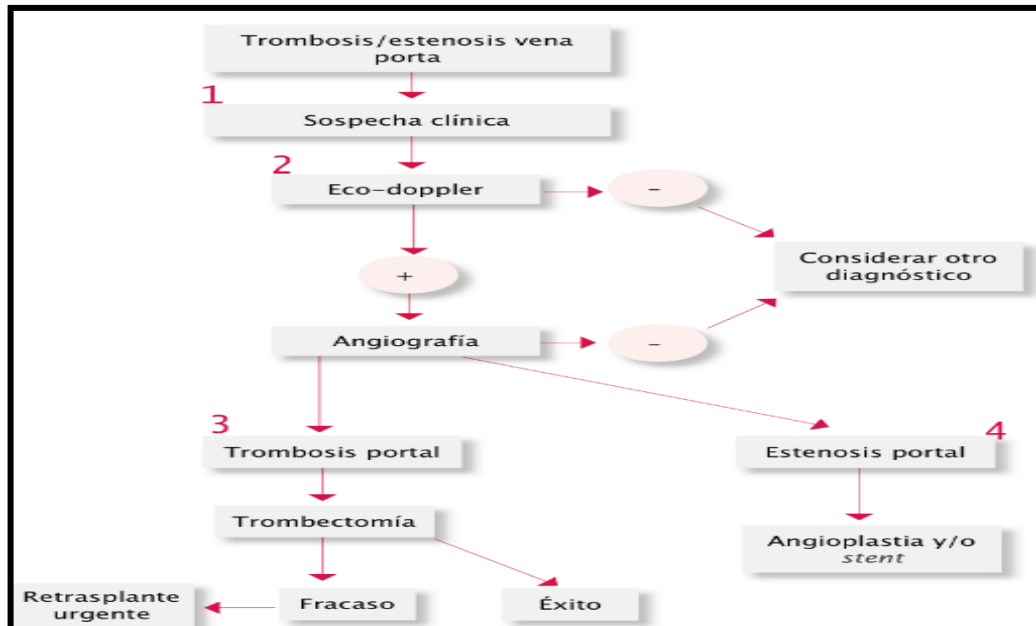 Trombosis/estenosis vena
porta
1
Sospecha clínica
2
Eco-doppler
-
Considerar otro
diagnóstico
+
Angiografía
-
3
Trombosis portal
4
Estenosis portal
Trombectomía
Angioplastia y/o
stent
Retrasplante
urgente
Fracaso
Éxito